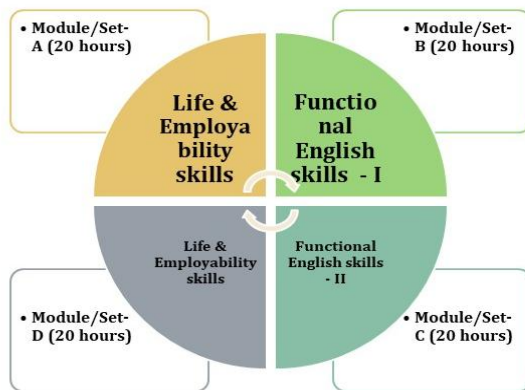 • Module/Set-
A (20 hours)
• Module/Set-
B (20 hours)
Life &
Employa
bility
skills
Functio
nal
English
skills - I
Life &
Employability
skills
Functional
English skills
- II
• Module/Set-
D (20 hours)
• Module/Set-
C (20 hours)